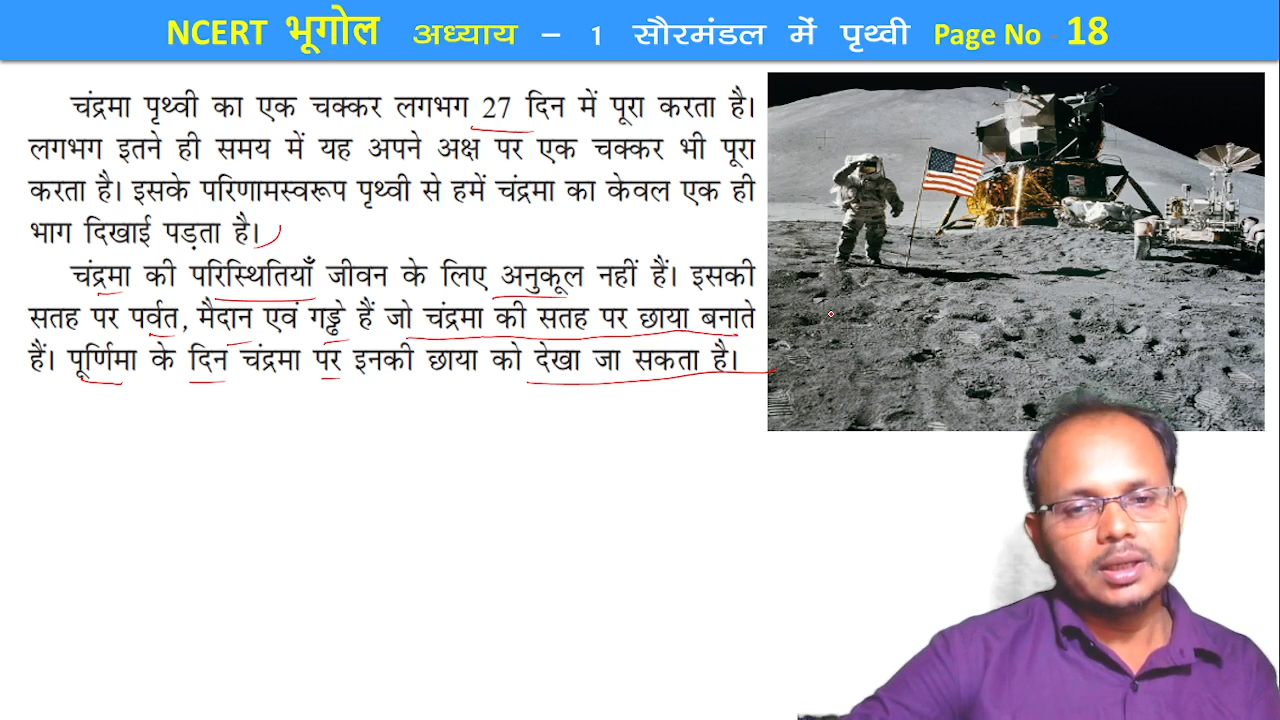 NCERT भूगोल अध्याय – 1 सौरमंडल में पृथ्वी Page No - 18
चंद्रमा पृथ्वी का एक चक्कर लगभग 27 दिन में पूरा करता है।
लगभग इतने ही समय में यह अपने अक्ष पर एक चक्कर भी पूरा
करता है। इसके परिणामस्वरूप पृथ्वी से हमें चंद्रमा का केवल एक ही
भाग दिखाई पड़ता है।
चंद्रमा की परिस्थितियाँ जीवन के लिए अनुकूल नहीं हैं। इसकी
सतह पर पर्वत, मैदान एवं गड्ढे हैं जो चंद्रमा की सतह पर छाया बनाते
हैं। पूर्णिमा के दिन चंद्रमा पर इनकी छाया को देखा जा सकता है।